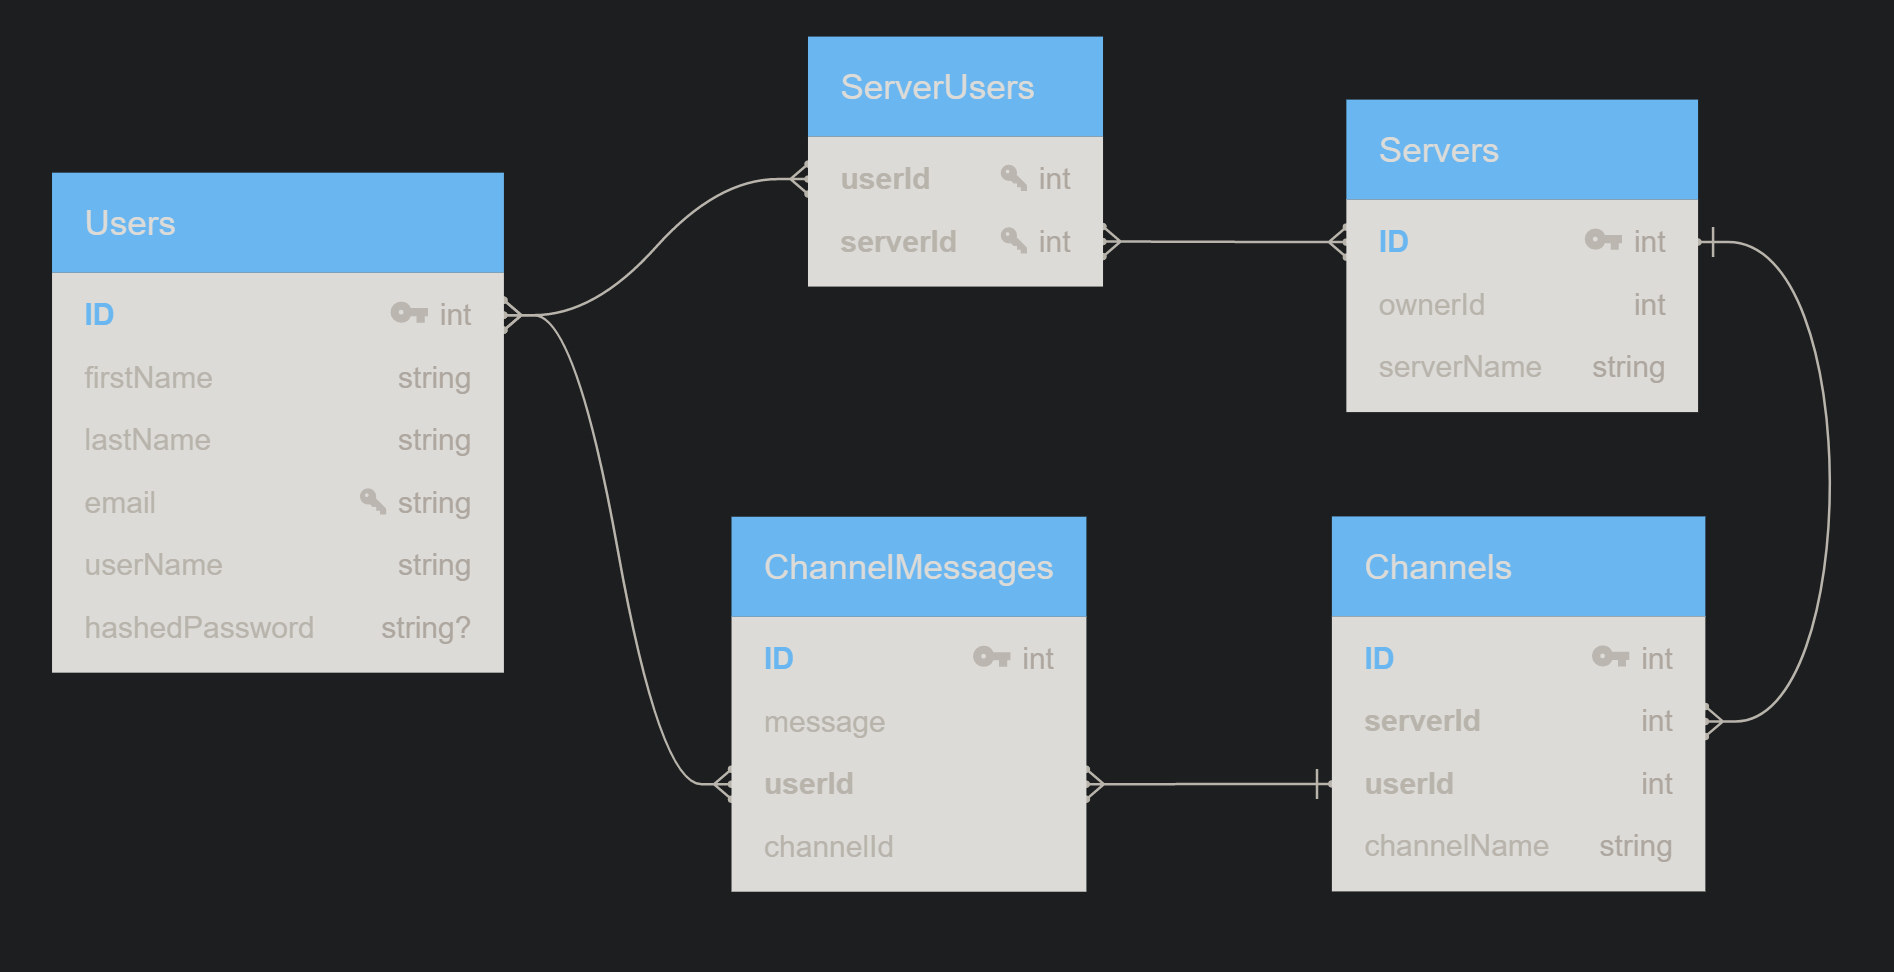 Users
ID int
firstName string
lastName string
email string
userName string
hashedPassword string?
ServerUsers
userId int
serverId int
Servers
ID int
ownerId int
serverName string
ChannelMessages
ID int
message
userId
channelId
Channels
ID int
serverId int
userId int
channelName string